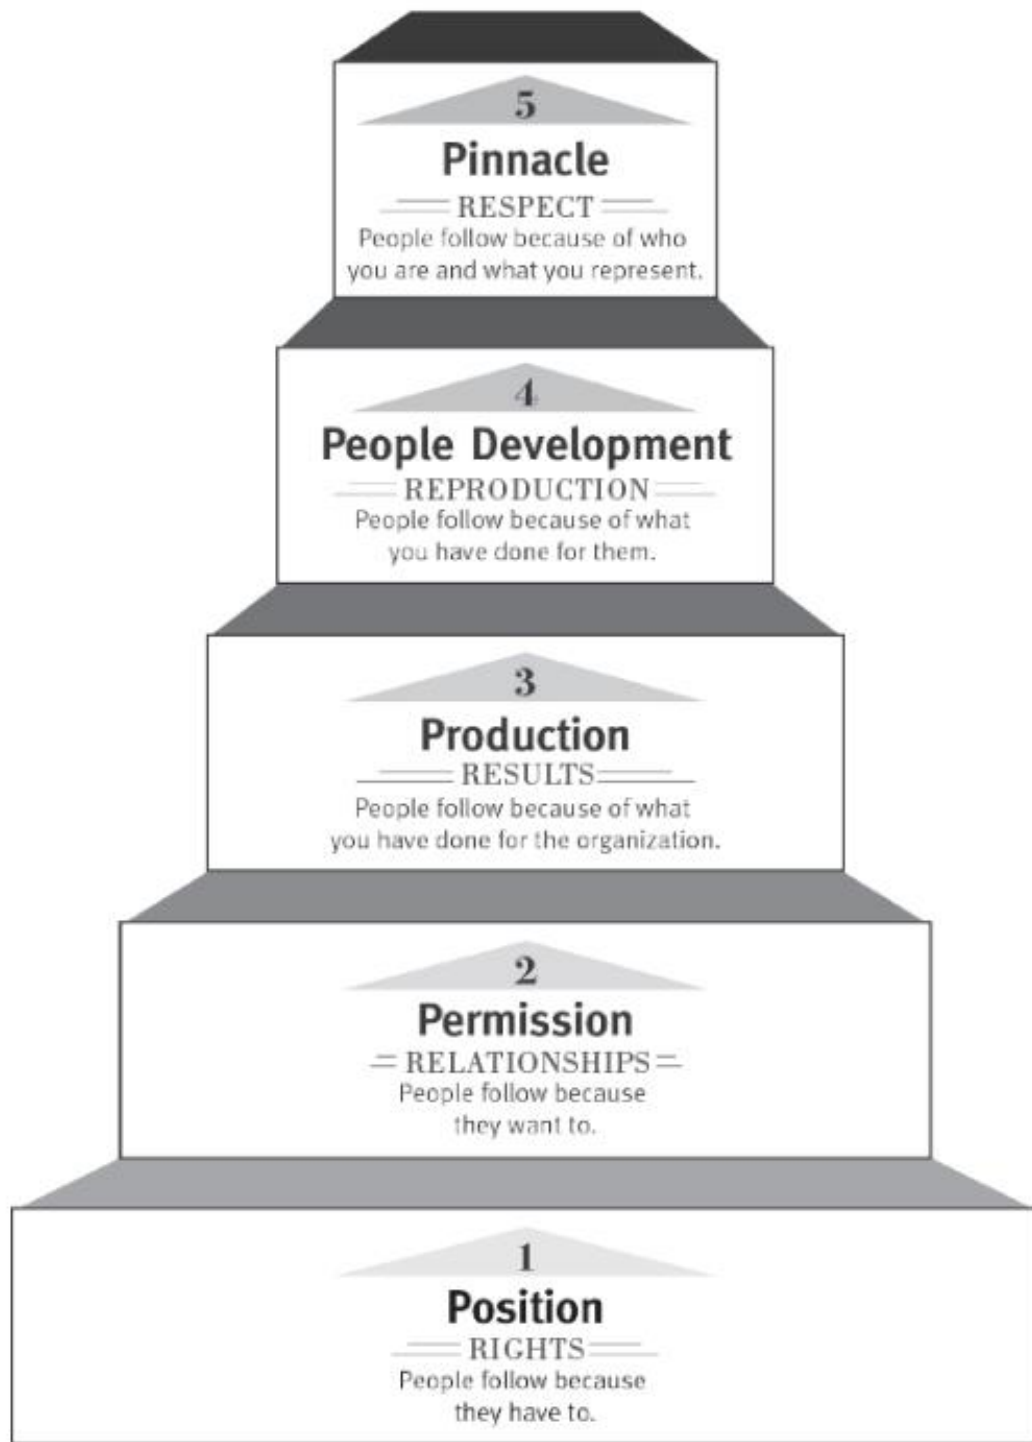 5
Pinnacle
RESPECT
People follow because of who
you are and what you represent.
4
People Development
REPRODUCTION
People follow because of what
you have done for them.
3
Production
RESULTS
People follow because of what
you have done for the organization.
2
Permission
RELATIONSHIPS
People follow because
they want to.
1
Position
RIGHTS
People follow because
they have to.